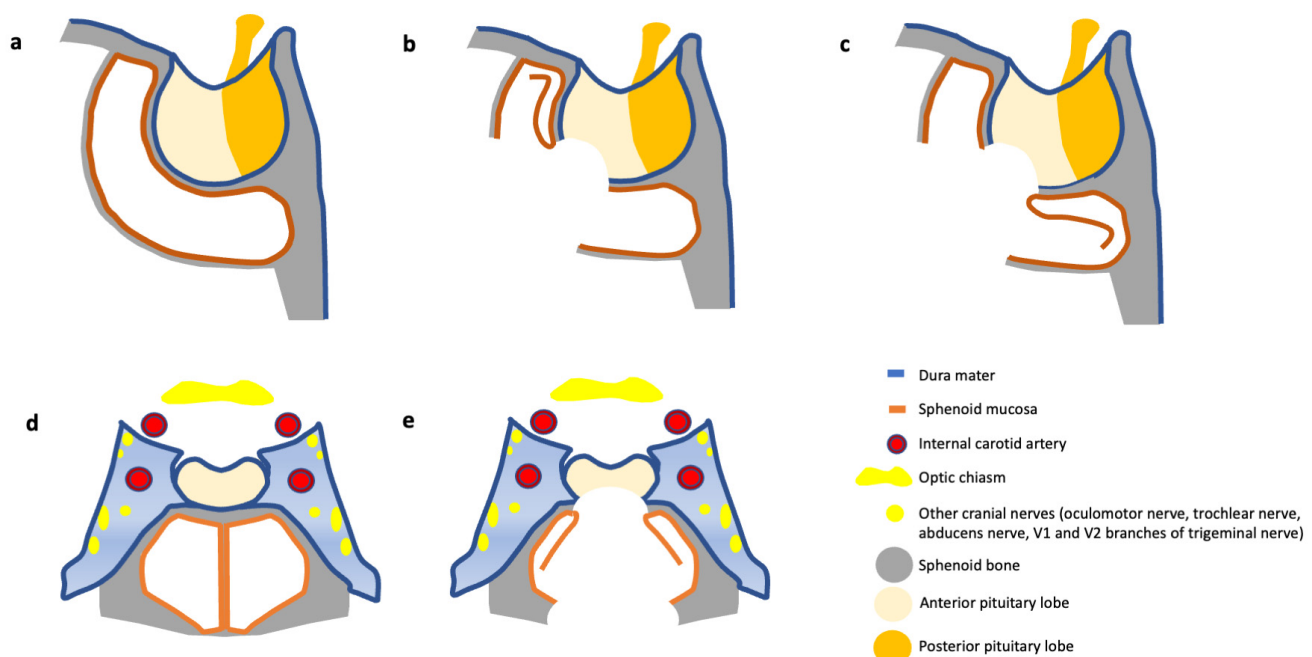 a
b
c
d
e
Dura mater
Sphenoid mucosa
Internal carotid artery
Optic chiasm
Other cranial nerves (oculomotor nerve, trochlear nerve,
abducens nerve, V1 and V2 branches of trigeminal nerve)
Sphenoid bone
Anterior pituitary lobe
Posterior pituitary lobe